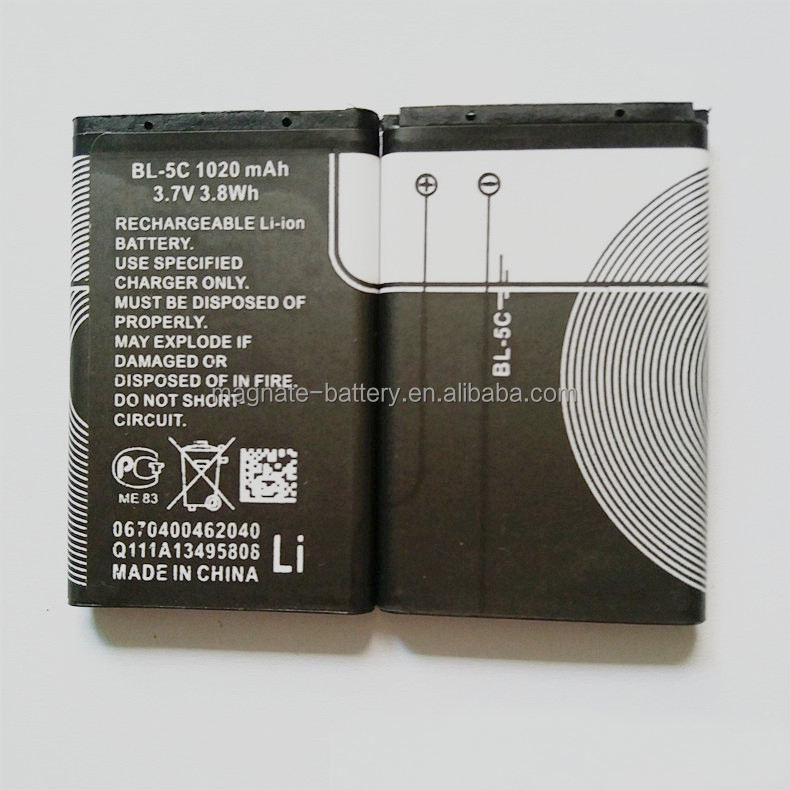 BL-5C 1020 mAh
3.7V 3.8Wh
RECHARGEABLE Li-ion
BATTERY.
USE SPECIFIED
CHARGER ONLY.
MUST BE DISPOSED OF
PROPERLY.
MAY EXPLODE IF
DAMAGED OR
DISPOSED OF IN FIRE.
DO NOT SHORT
CIRCUIT.
PCT
ME 83
0670400462040
Q111A13495806
MADE IN CHINA
Li
+ -
BL-5C
magnate-battery.en.alibaba.com